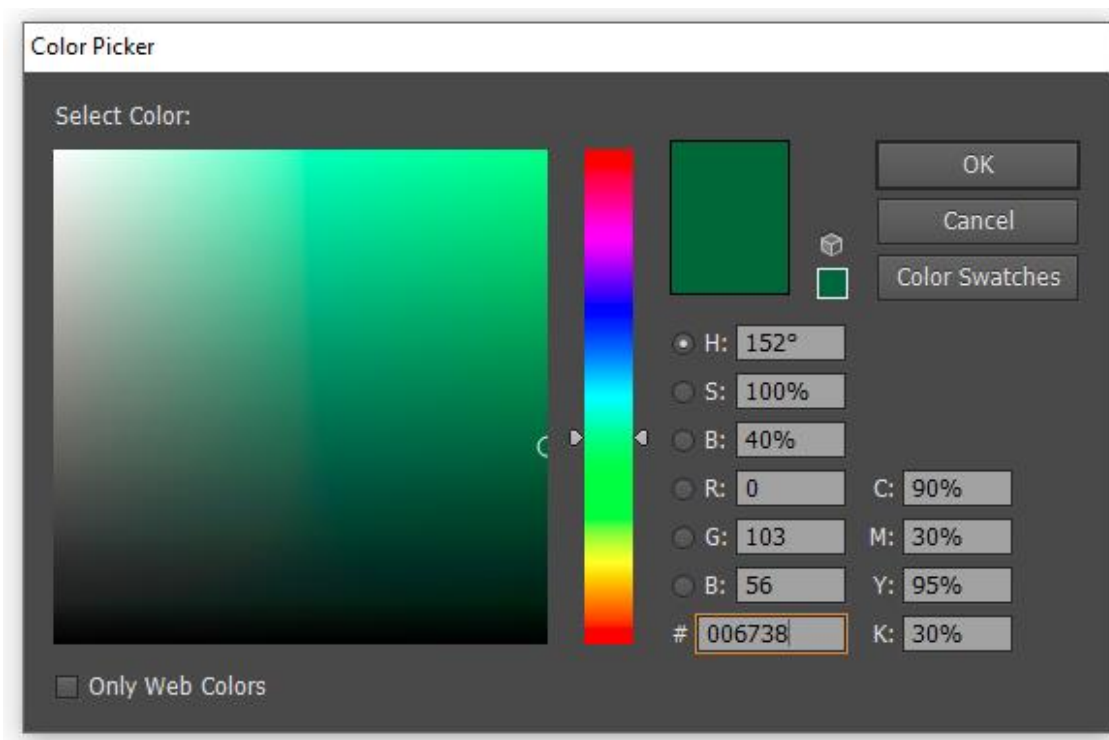 Color Picker
Select Color:
OK
Cancel
Color Swatches
H: 152°
S: 100%
B: 40%
R: 0 C: 90%
G: 103 M: 30%
B: 56 Y: 95%
# 006738 K: 30%
Only Web Colors